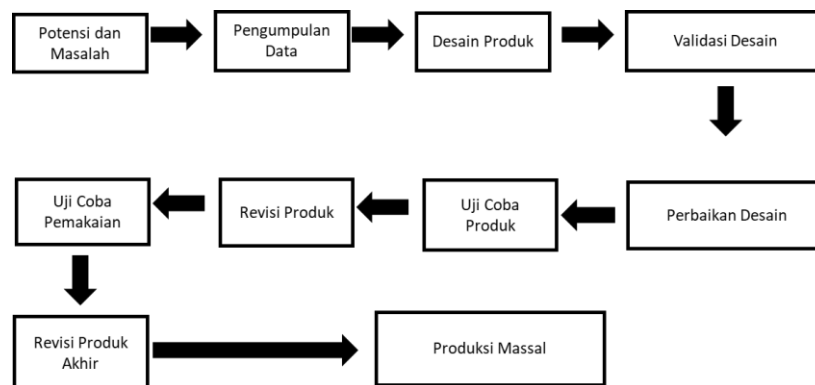 Potensi dan
Masalah
Pengumpulan
Data
Desain Produk
Validasi Desain
Perbaikan Desain
Uji Coba
Produk
Revisi Produk
Uji Coba
Pemakaian
Revisi Produk
Akhir
Produksi Massal